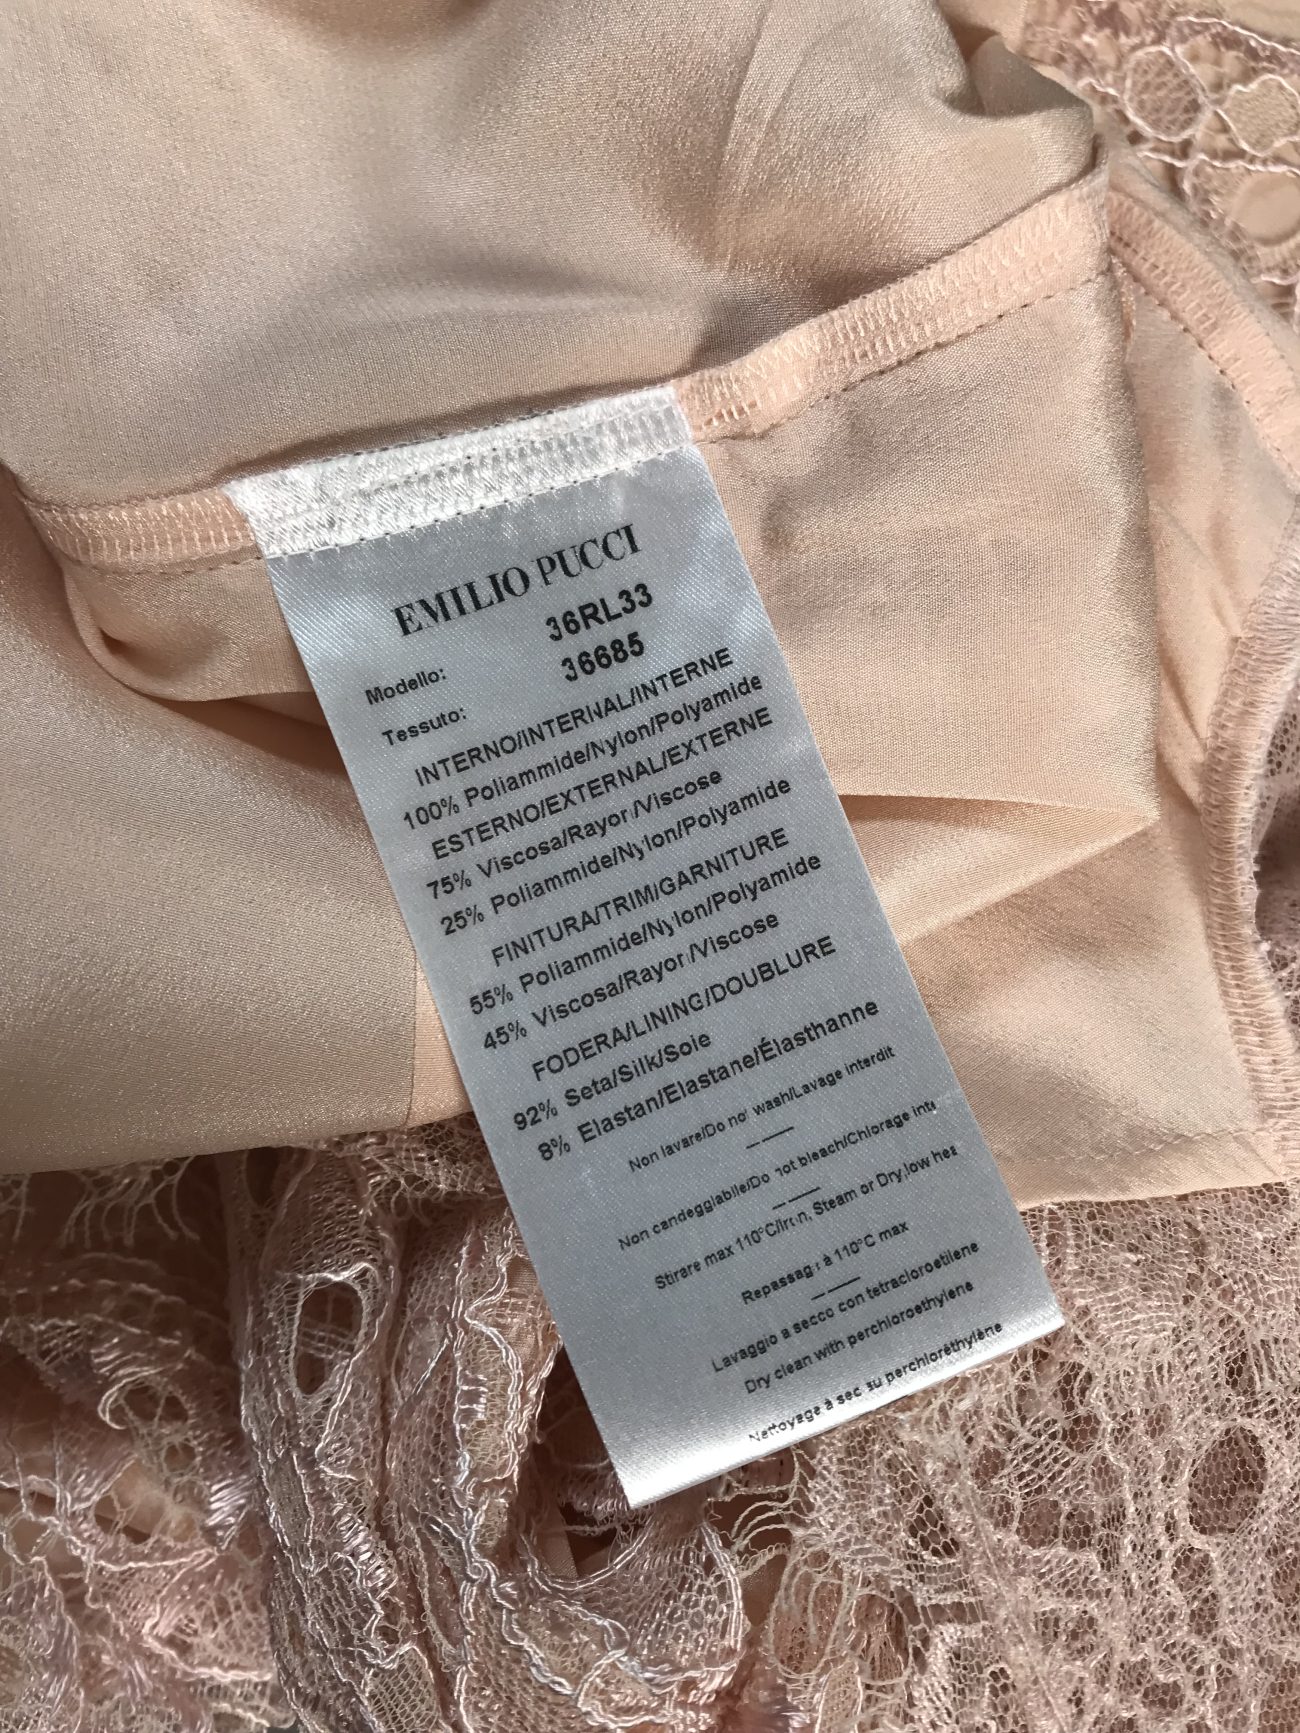 EMILIO PUCCI
Modello: 36RL33
Tessuto: 36685
INTERNO/INTERNAL/INTERNE
100% Poliammide/Nylon/Polyamide
ESTERNO/EXTERNAL/EXTERNE
75% Viscosa/Rayon/Viscose
25% Poliammide/Nylon/Polyamide
FINITURA/TRIM/GARNITURE
55% Poliammide/Nylon/Polyamide
45% Viscosa/Rayon/Viscose
FODERA/LINING/DOUBLURE
92% Seta/Silk/Soie
8% Elastan/Elastane/Élasthanne
Non lavare/Do not wash/Lavage interdit
Non candeggiabile/Do not bleach/Chlorage inte
Stirare max 110°C/Iron, Steam or Dry,low hea
Repassage à 110°C max
Lavaggio a secco con tetracloroetilene
Dry clean with perchloroethylene
Nettoyage à sec su perchloréthylène